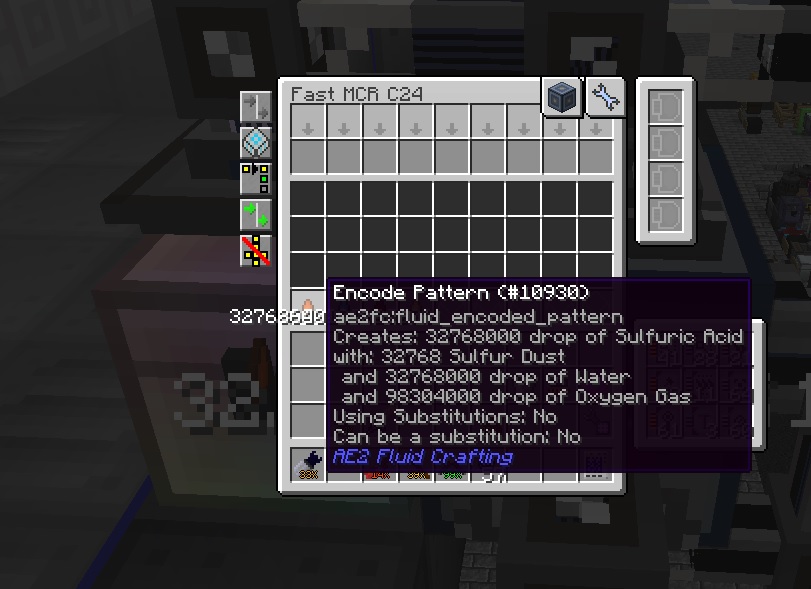 Fast MCR C24
Encode Pattern (#10930)
32768000
ae2fc:fluid_encoded_pattern
Creates: 32768000 drop of Sulfuric Acid
with: 32768 Sulfur Dust
and 32768000 drop of Water
and 98304000 drop of Oxygen Gas
Using Substitutions: No
Can be a substitution: No
AE2 Fluid Crafting